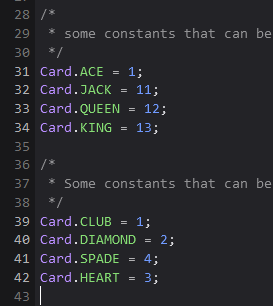 28 /*
29  * some constants that can be
30  */
31 Card.ACE = 1;
32 Card.JACK = 11;
33 Card.QUEEN = 12;
34 Card.KING = 13;
35
36 /*
37  * Some constants that can be
38  */
39 Card.CLUB = 1;
40 Card.DIAMOND = 2;
41 Card.SPADE = 4;
42 Card.HEART = 3;
43